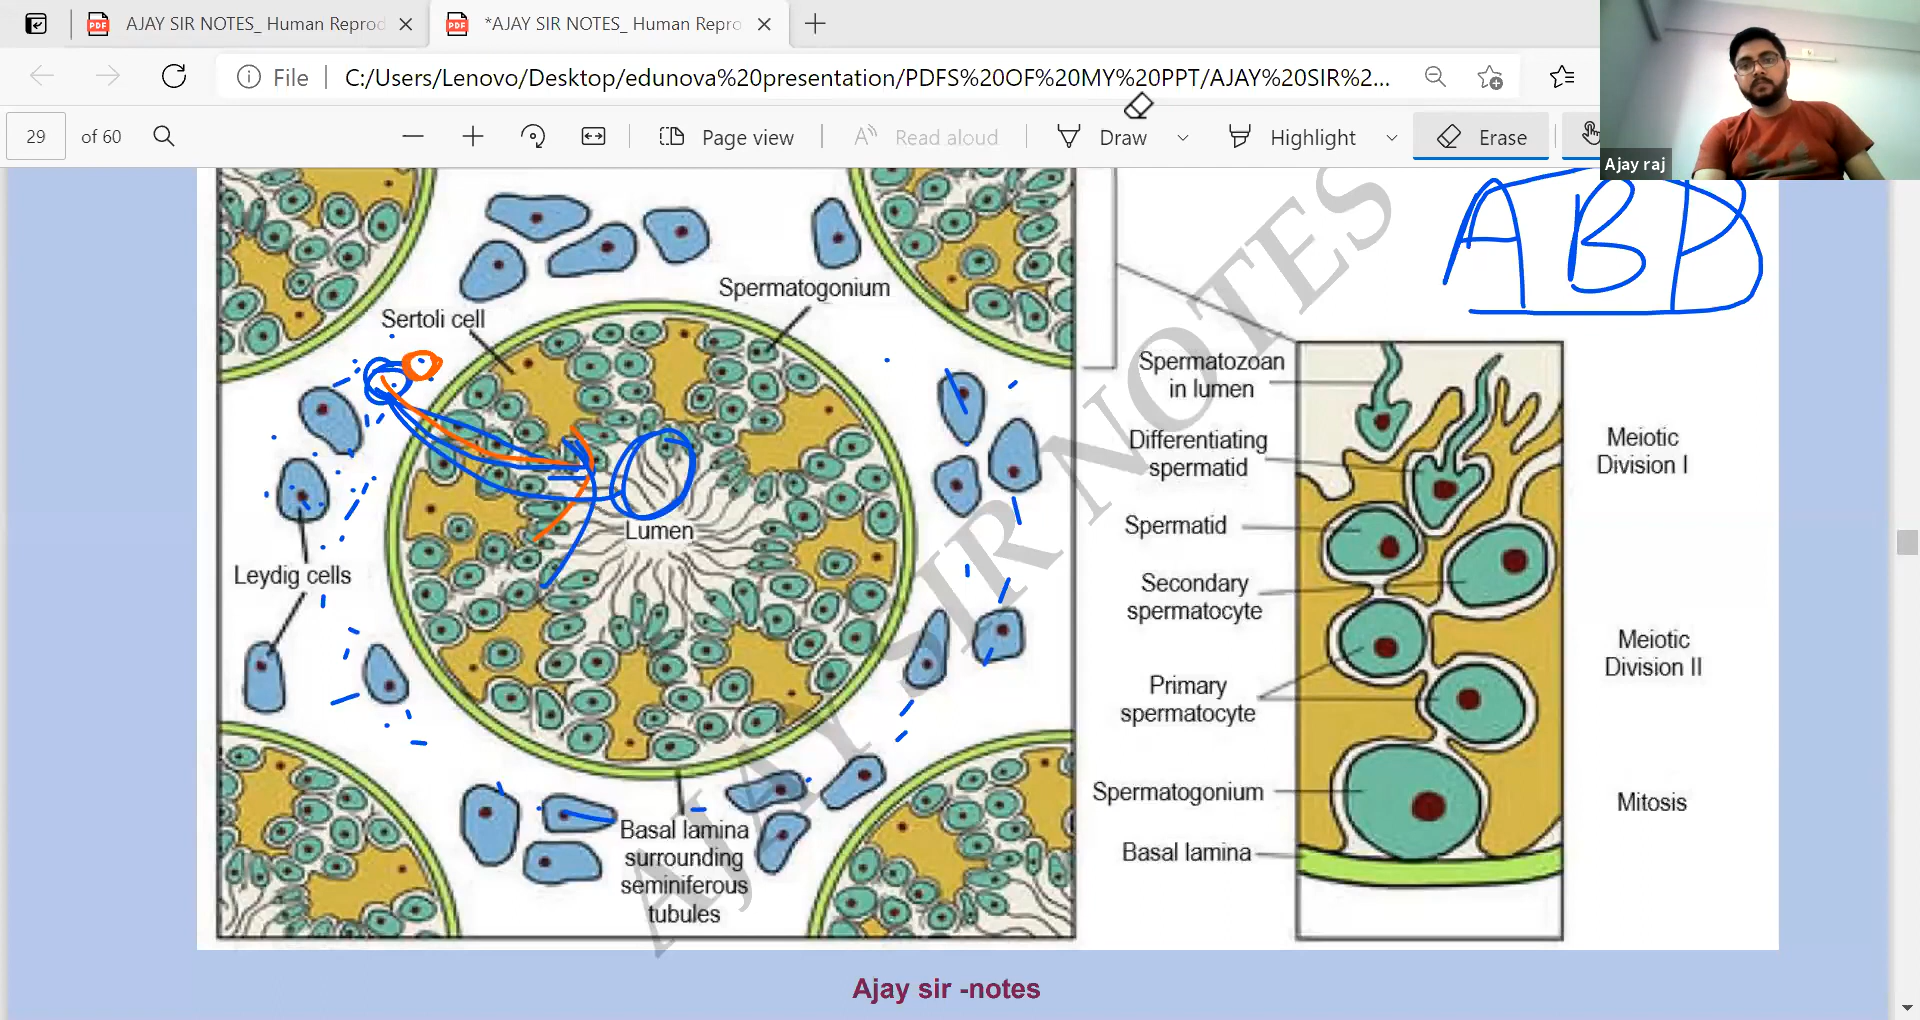 AJAY SIR NOTES_ Human Reprod
*AJAY SIR NOTES_ Human Repro
File
C:/Users/Lenovo/Desktop/edunova%20presentation/PDFS%20OF%20MY%20PPT/AJAY%20SIR%2...
29 of 60
Page view
Read aloud
Draw
Highlight
Erase
Ajay raj
ABD
Spermatogonium
Sertoli cell
Lumen
Leydig cells
Basal lamina
surrounding
seminiferous
tubules
Spermatozoan
in lumen
Differentiating
spermatid
Spermatid
Secondary
spermatocyte
Primary
spermatocyte
Spermatogonium
Basal lamina
Meiotic
Division I
Meiotic
Division II
Mitosis
AJAY SIR NOTES
Ajay sir -notes